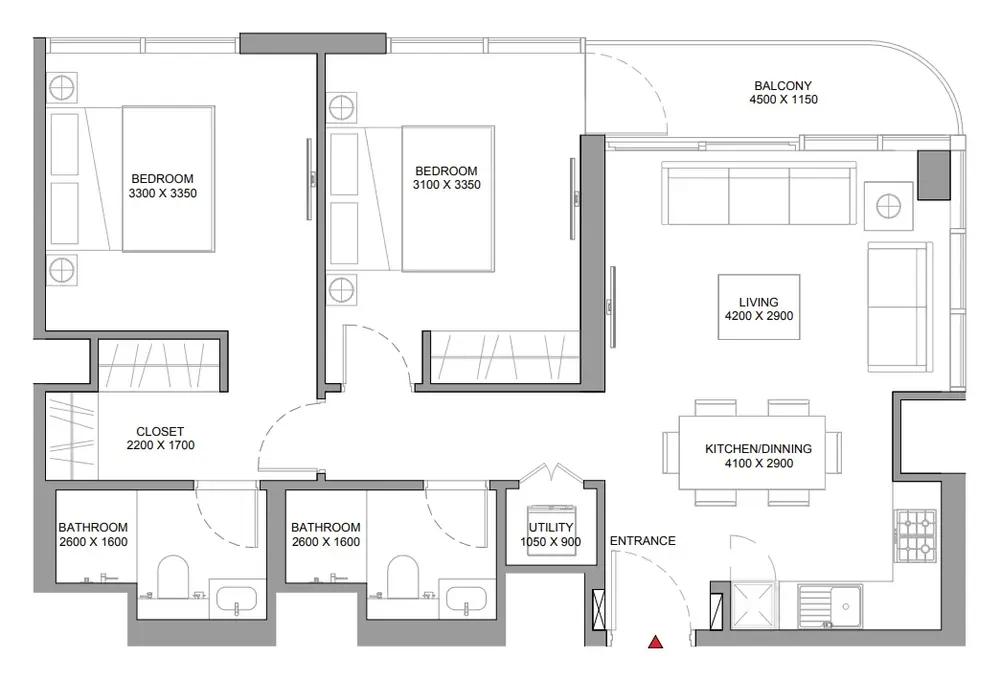 BALCONY
4500 X 1150
BEDROOM
3300 X 3350
BEDROOM
3100 X 3350
LIVING
4200 X 2900
CLOSET
2200 X 1700
KITCHEN/DINNING
4100 X 2900
BATHROOM
2600 X 1600
BATHROOM
2600 X 1600
UTILITY
1050 X 900
ENTRANCE